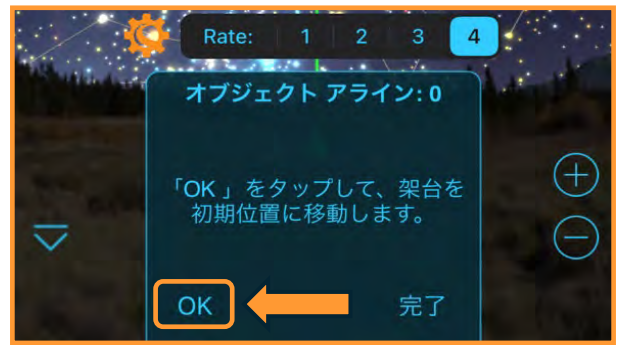 Rate: 1 2 3 4
オブジェクト アライン: 0
「OK 」をタップして、架台を
初期位置に移動します。
OK 完了